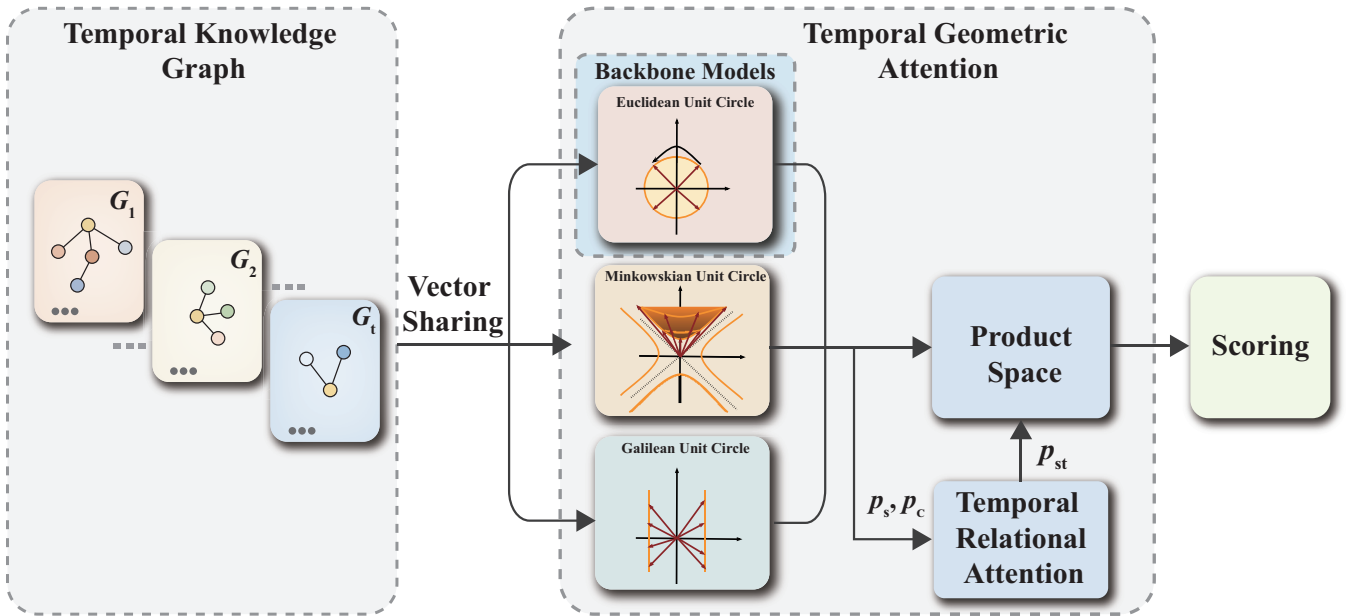 Temporal Knowledge
Graph
G1
G2
Gt
Vector
Sharing
Temporal Geometric
Attention
Backbone Models
Euclidean Unit Circle
Minkowskian Unit Circle
Galilean Unit Circle
Product
Space
pst
ps, pc
Temporal
Relational
Attention
Scoring